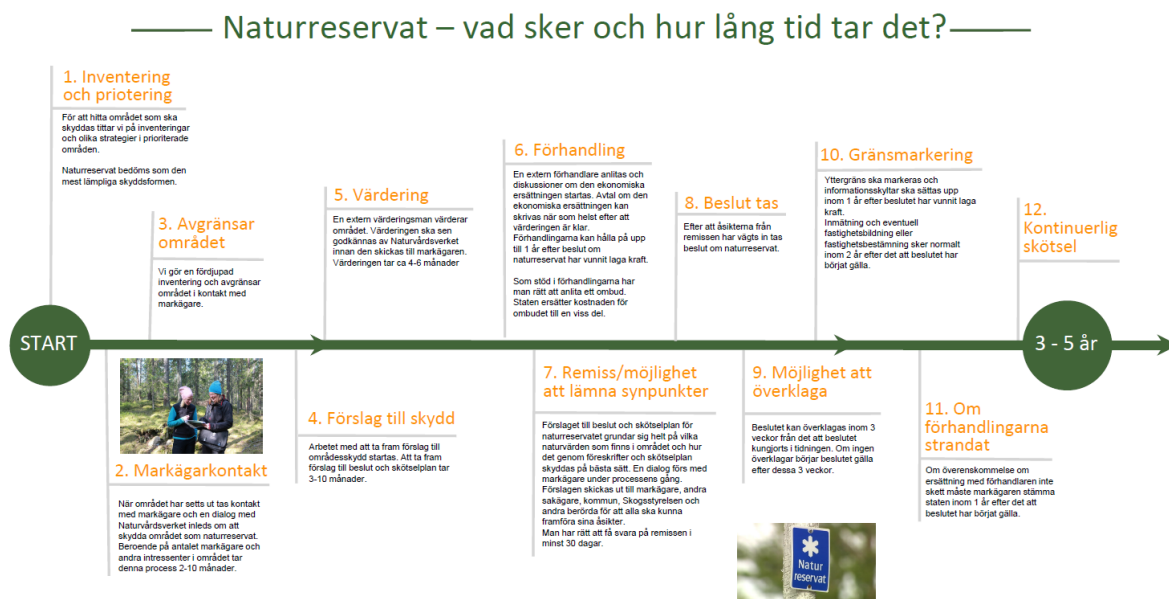 Naturreservat – vad sker och hur lång tid tar det?
1. Inventering
och priotering
För att hitta området som ska
skyddas tittar vi på inventeringar
och olika strategier i prioriterade
områden.
Naturreservat bedöms som den
mest lämpliga skyddsformen.
3. Avgränsar
området
Vi gör en fördjupad
inventering och avgränsar
området i kontakt med
markägare.
5. Värdering
En extern värderingsman värderar
området. Värderingen ska sen
godkännas av Naturvårdsverket
innan den skickas till markägaren.
Värderingen tar ca 4-6 månader
6. Förhandling
En extern förhandlare anlitas och
diskussioner om den ekonomiska
ersättningen startas. Avtal om den
ekonomiska ersättningen kan
skrivas när som helst efter att
värderingen är klar.
Förhandlingarna kan hålla på upp
till 1 år efter beslut om
naturreservat har vunnit laga kraft.
Som stöd i förhandlingarna har
man rätt att anlita ett ombud.
Staten ersätter kostnaden för
ombudet till en viss del.
8. Beslut tas
Efter att åsikterna från
remissen har vägts in tas
beslut om naturreservat.
10. Gränsmarkering
Yttergräns ska markeras och
informationsskyltar ska sättas upp
inom 1 år efter beslutet har vunnit laga
kraft.
Inmätning och eventuell
fastighetsbildning eller
fastighetsbestämning sker normalt
inom 2 år efter det att beslutet har
börjat gälla.
12.
Kontinuerlig
skötsel
START
3 - 5 år
2. Markägarkontakt
När området har setts ut tas kontakt
med markägare och en dialog med
Naturvårdsverket inleds om att
skydda området som naturreservat.
Beroende på antalet markägare och
andra intressenter i området tar
denna process 2-10 månader.
4. Förslag till skydd
Arbetet med att ta fram förslag till
områdesskydd startas. Att ta fram
förslag till beslut och skötselplan tar
3-10 månader.
7. Remiss/möjlighet
att lämna synpunkter
Förslaget till beslut och skötselplan för
naturreservatet grundar sig helt på vilka
naturvärden som finns i området och hur
det genom föreskrifter och skötselplan
skyddas på bästa sätt. En dialog förs med
markägare under processens gång.
Förslagen skickas ut till markägare, andra
sakägare, kommun, Skogsstyrelsen och
andra berörda för att alla ska kunna
framföra sina åsikter.
Man har rätt att få svara på remissen i
minst 30 dagar.
9. Möjlighet att
överklaga
Beslutet kan överklagas inom 3
veckor från det att beslutet
kungjorts i tidningen. Om ingen
överklagar börjar beslutet gälla
efter dessa 3 veckor.
Natur
reservat
11. Om
förhandlingarna
strandat
Om överenskommelse om
ersättning med förhandlaren inte
skett måste markägaren stämma
staten inom 1 år efter det att
beslutet har börjat gälla.